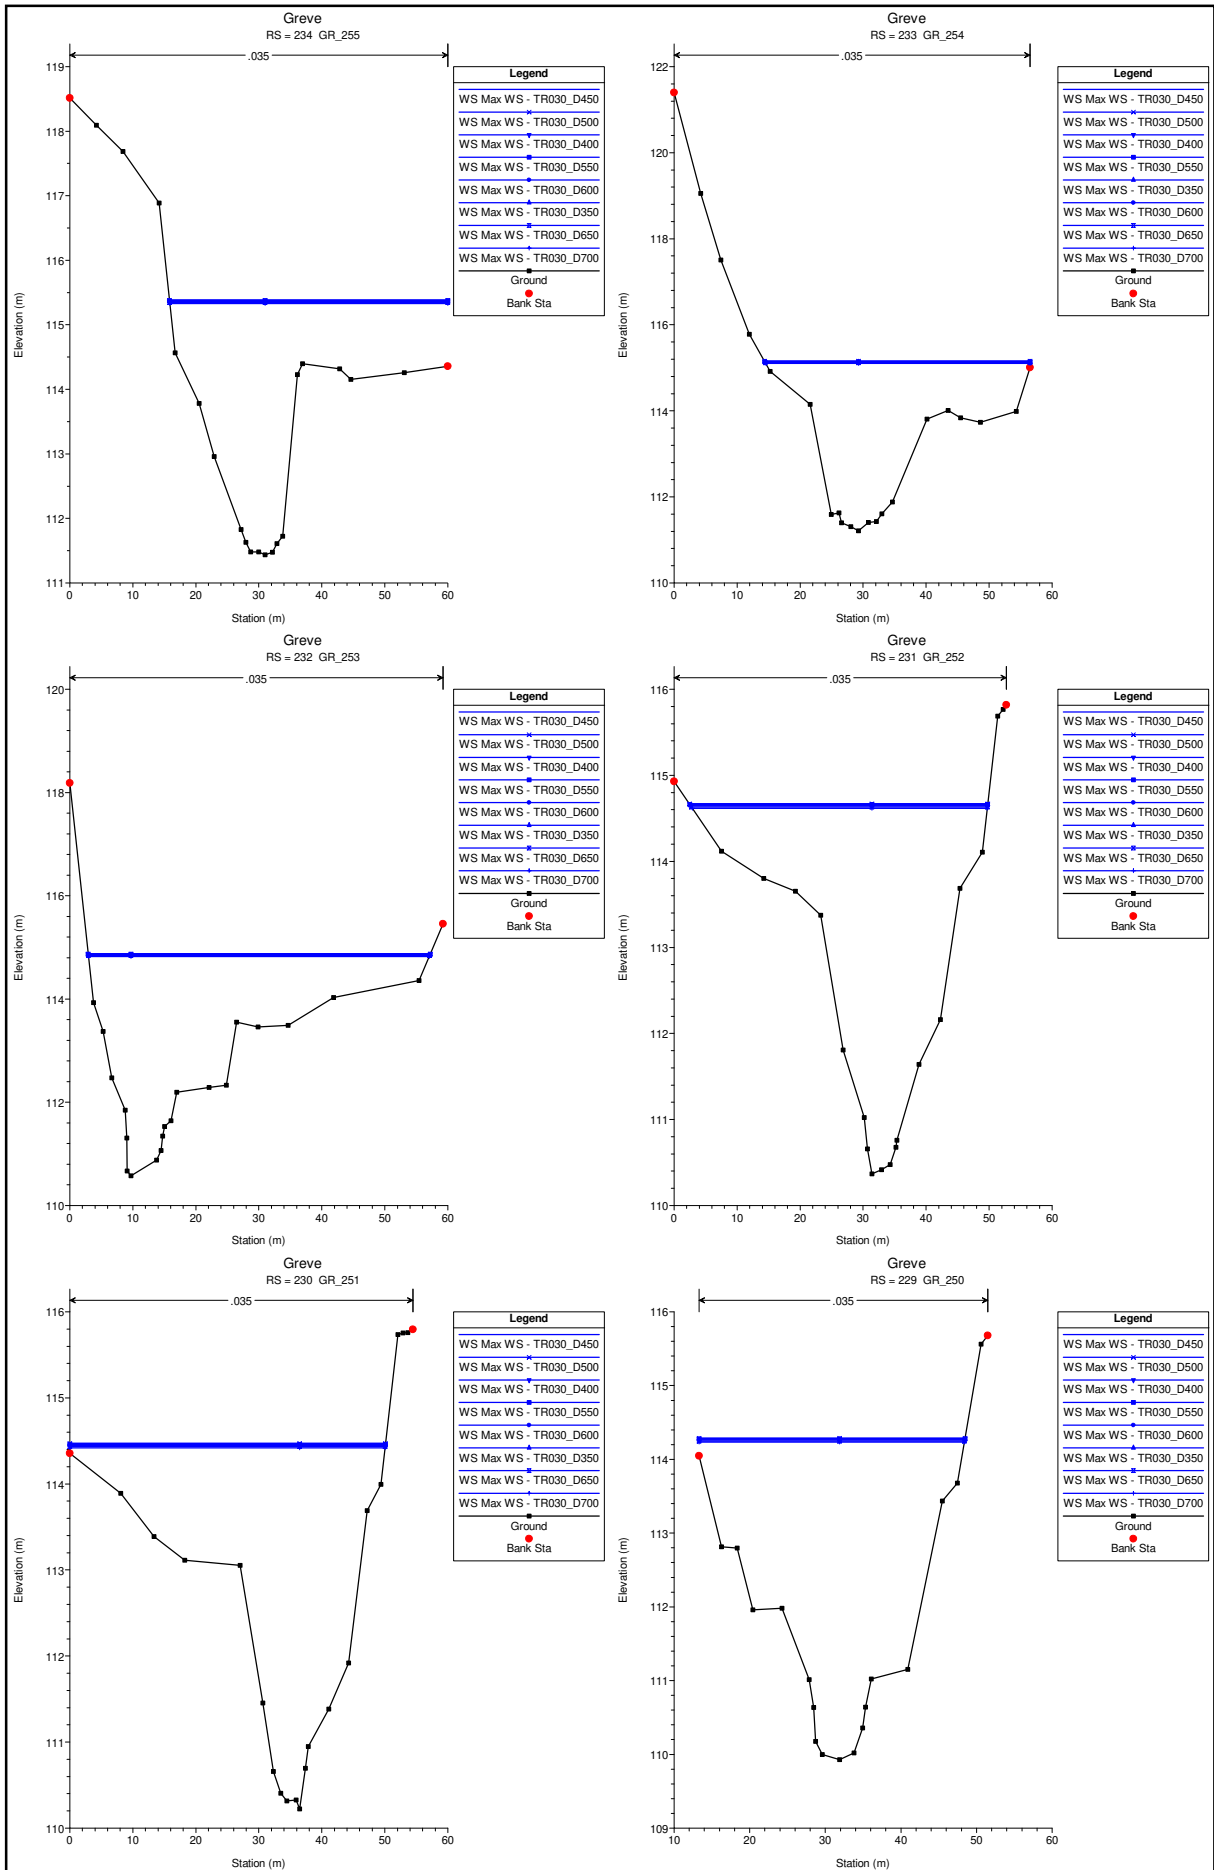 Greve
RS = 234 GR_255
.035
119
118
117
116
115
114
113
112
111
0
10
20
30
40
50
60
Elevation (m)
Station (m)
Legend
WS Max WS - TR030_D450
WS Max WS - TR030_D500
WS Max WS - TR030_D400
WS Max WS - TR030_D550
WS Max WS - TR030_D600
WS Max WS - TR030_D350
WS Max WS - TR030_D650
WS Max WS - TR030_D700
Ground
Bank Sta
Greve
RS = 233 GR_254
.035
122
120
118
116
114
112
110
0
10
20
30
40
50
60
Elevation (m)
Station (m)
Legend
WS Max WS - TR030_D450
WS Max WS - TR030_D500
WS Max WS - TR030_D400
WS Max WS - TR030_D550
WS Max WS - TR030_D350
WS Max WS - TR030_D600
WS Max WS - TR030_D650
WS Max WS - TR030_D700
Ground
Bank Sta
Greve
RS = 232 GR_253
.035
120
118
116
114
112
110
0
10
20
30
40
50
60
Elevation (m)
Station (m)
Legend
WS Max WS - TR030_D450
WS Max WS - TR030_D500
WS Max WS - TR030_D400
WS Max WS - TR030_D550
WS Max WS - TR030_D600
WS Max WS - TR030_D350
WS Max WS - TR030_D650
WS Max WS - TR030_D700
Ground
Bank Sta
Greve
RS = 231 GR_252
.035
116
115
114
113
112
111
110
0
10
20
30
40
50
60
Elevation (m)
Station (m)
Legend
WS Max WS - TR030_D450
WS Max WS - TR030_D500
WS Max WS - TR030_D400
WS Max WS - TR030_D550
WS Max WS - TR030_D600
WS Max WS - TR030_D350
WS Max WS - TR030_D650
WS Max WS - TR030_D700
Ground
Bank Sta
Greve
RS = 230 GR_251
.035
116
115
114
113
112
111
110
0
10
20
30
40
50
60
Elevation (m)
Station (m)
Legend
WS Max WS - TR030_D450
WS Max WS - TR030_D500
WS Max WS - TR030_D400
WS Max WS - TR030_D550
WS Max WS - TR030_D600
WS Max WS - TR030_D350
WS Max WS - TR030_D650
WS Max WS - TR030_D700
Ground
Bank Sta
Greve
RS = 229 GR_250
.035
116
115
114
113
112
111
110
109
10
20
30
40
50
60
Elevation (m)
Station (m)
Legend
WS Max WS - TR030_D450
WS Max WS - TR030_D500
WS Max WS - TR030_D400
WS Max WS - TR030_D550
WS Max WS - TR030_D600
WS Max WS - TR030_D350
WS Max WS - TR030_D650
WS Max WS - TR030_D700
Ground
Bank Sta